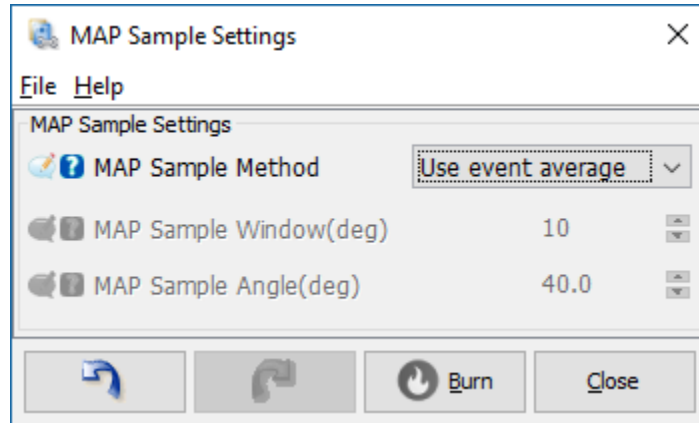 MAP Sample Settings
File Help
MAP Sample Settings
MAP Sample Method Use event average
MAP Sample Window(deg) 10
MAP Sample Angle(deg) 40.0
Burn Close